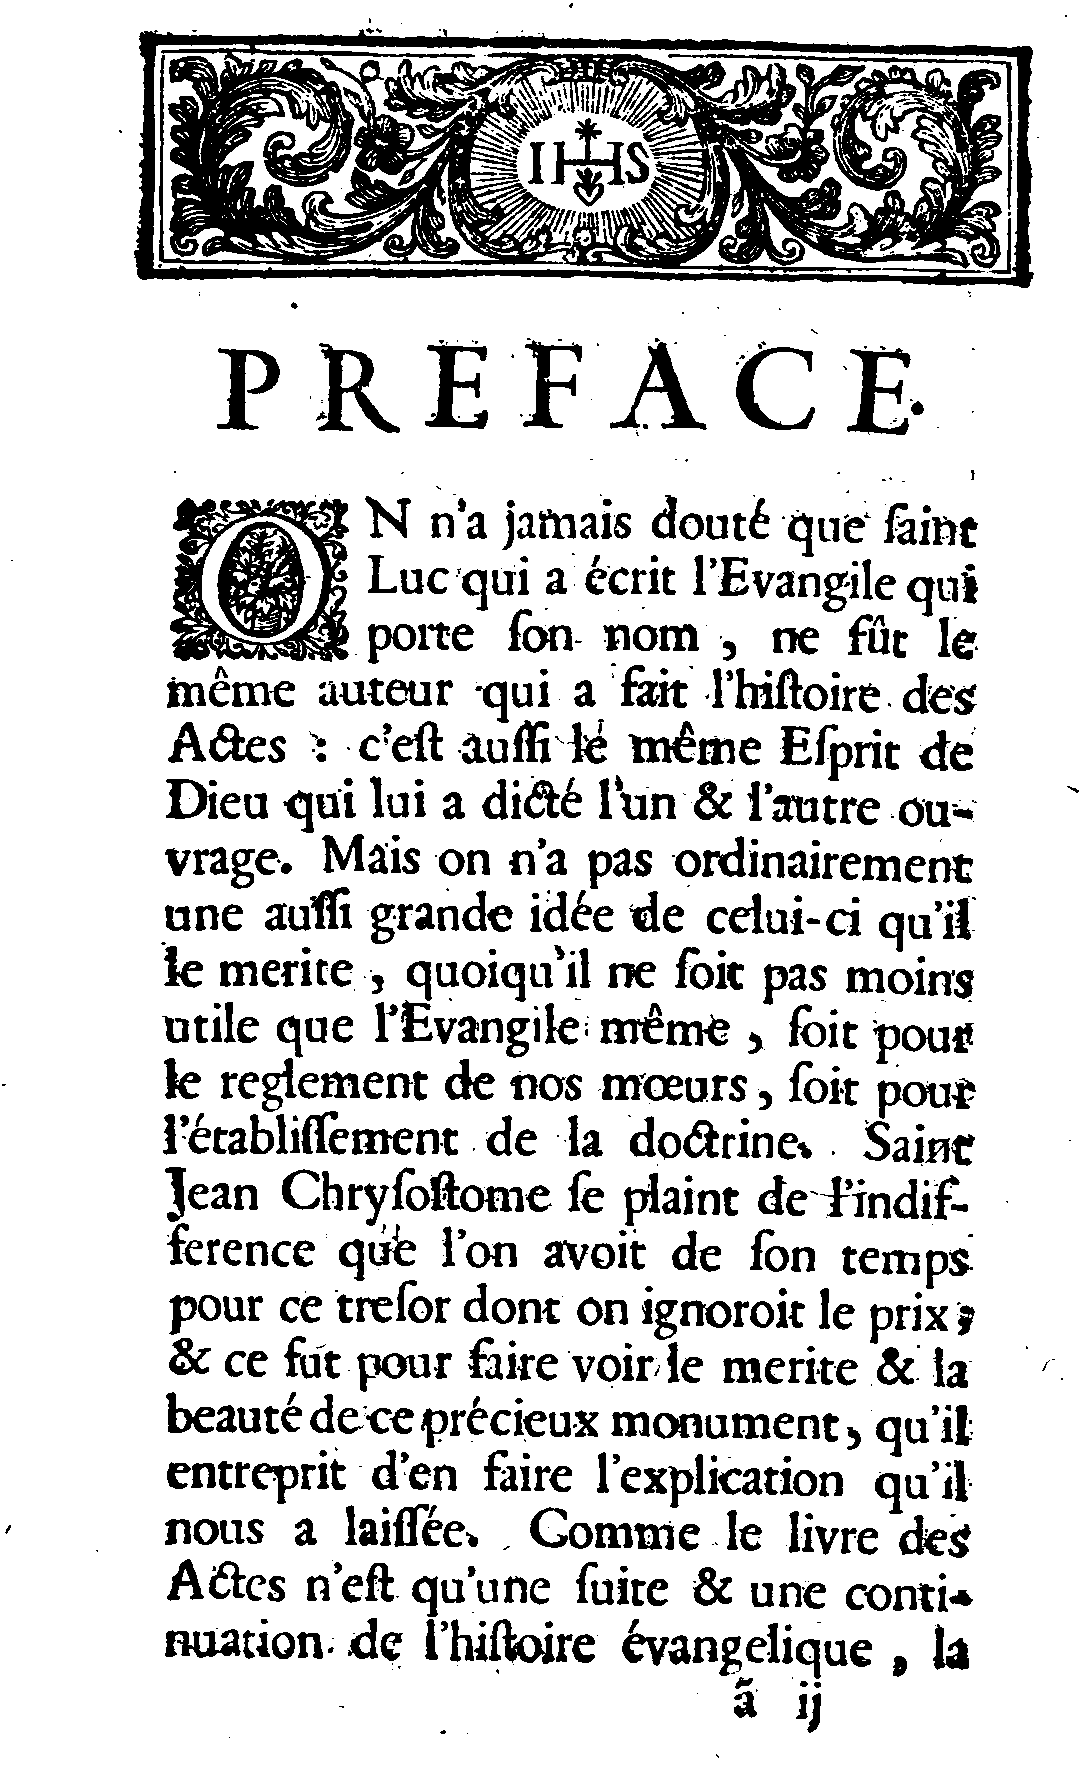 IHS
PREFACE.
ON n'a jamais douté que ſaint
Luc qui a écrit l'Evangile qui
porte ſon nom , ne fût le
même auteur qui a fait l'hiſtoire des
Actes : c'eſt auſſi le même Eſprit de
Dieu qui lui a dicté l'un & l'autre ou-
vrage. Mais on n'a pas ordinairement
une auſſi grande idée de celui-ci qu'il
le merite , quoiqu'il ne ſoit pas moins
utile que l'Evangile même , ſoit pour
le reglement de nos mœurs , ſoit pour
l'établiſſement de la doctrine. Saint
Jean Chryſoſtome ſe plaint de l'indif-
ference que l'on avoit de ſon temps
pour ce treſor dont on ignoroit le prix ;
& ce fut pour faire voir le merite & la
beauté de ce précieux monument , qu'il
entreprit d'en faire l'explication qu'il
nous a laiſſée. Comme le livre des
Actes n'eſt qu'une ſuite & une conti-
nuation de l'hiſtoire évangelique , la
ã ij